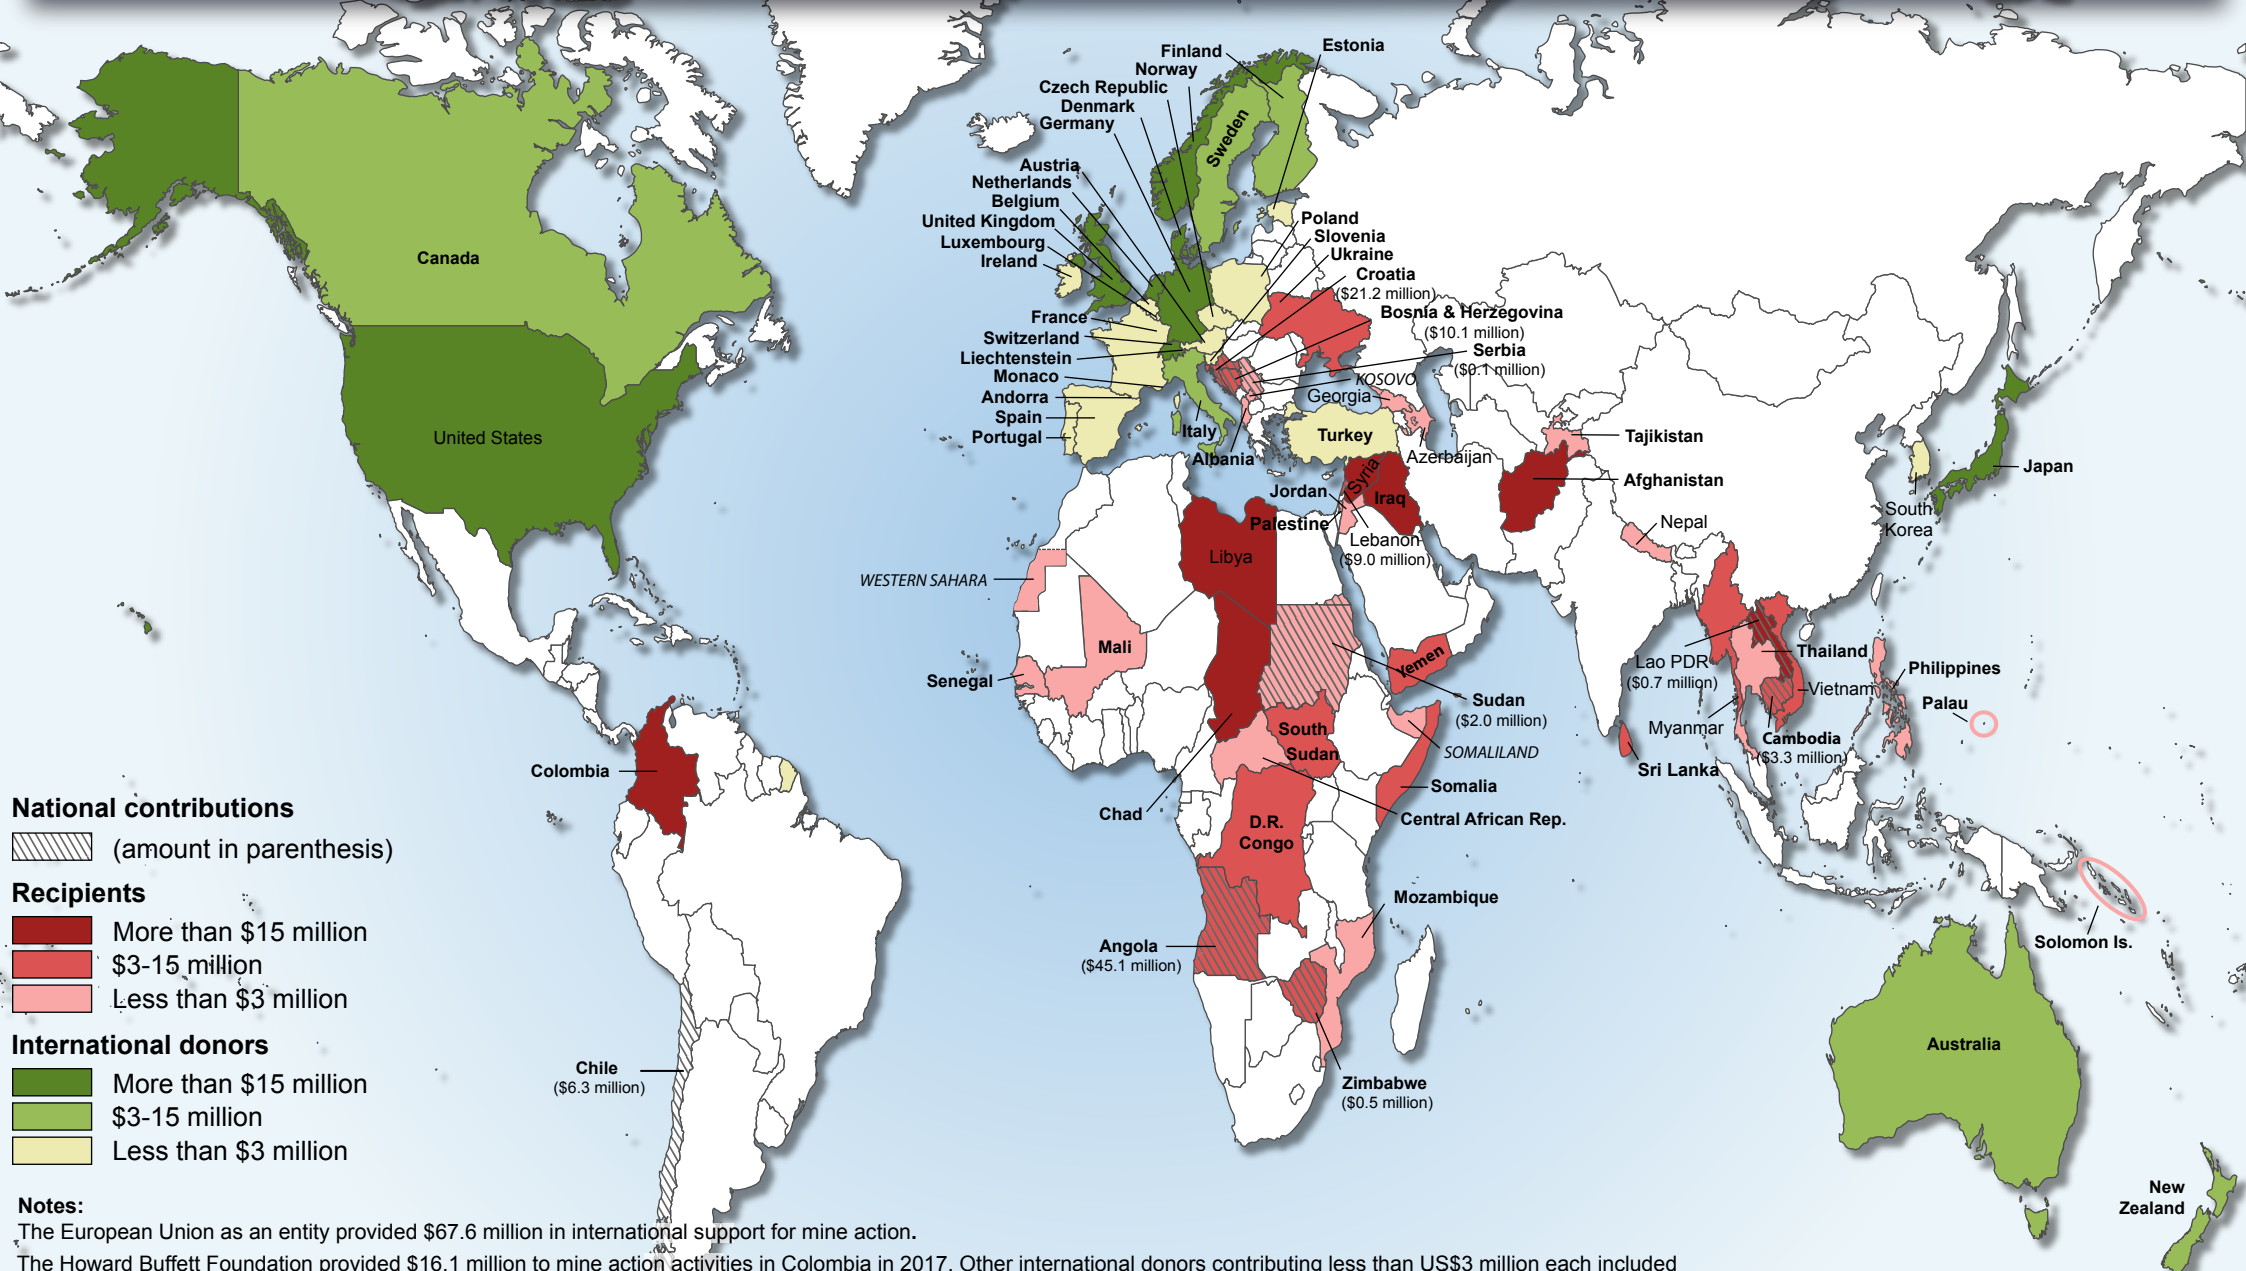 Finland
Estonia
Norway
Czech Republic
Denmark
Germany
Sweden
Austria
Netherlands
Belgium
United Kingdom
Luxembourg
Ireland
Poland
Slovenia
Ukraine
Croatia
($21.2 million)
Bosnia & Herzegovina
($10.1 million)
Serbia
($0.1 million)
KOSOVO
Georgia
Canada
France
Switzerland
Liechtenstein
Monaco
Andorra
Spain
Portugal
Italy
Albania
Turkey
Azerbaijan
United States
Tajikistan
Afghanistan
Japan
South
Korea
Nepal
Syria
Iraq
Jordan
Palestine
Lebanon
($9.0 million)
Libya
WESTERN SAHARA
Mali
Senegal
Yemen
Sudan
($2.0 million)
SOMALILAND
South
Sudan
Somalia
Central African Rep.
Chad
D.R.
Congo
Lao PDR
($0.7 million)
Thailand
Vietnam
Myanmar
Cambodia
($3.3 million)
Sri Lanka
Philippines
Palau
Colombia
Mozambique
Angola
($45.1 million)
Solomon Is.
Zimbabwe
($0.5 million)
Chile
($6.3 million)
Australia
New
Zealand
National contributions
(amount in parenthesis)
Recipients
More than $15 million
$3-15 million
Less than $3 million
International donors
More than $15 million
$3-15 million
Less than $3 million
Notes:
The European Union as an entity provided $67.6 million in international support for mine action.
The Howard Buffett Foundation provided $16.1 million to mine action activities in Colombia in 2017. Other international donors contributing less than US$3 million each included